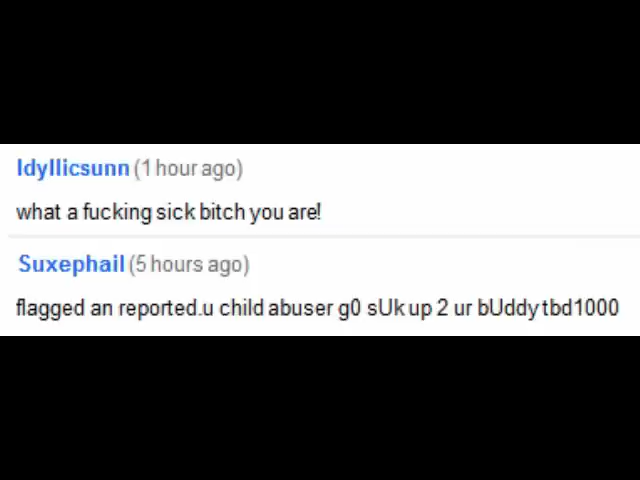 Idyllicsunn (1 hour ago)
what a fucking sick bitch you are!
Suxephail (5 hours ago)
flagged an reported.u child abuser g0 sUk up 2 ur bUddy tbd1000